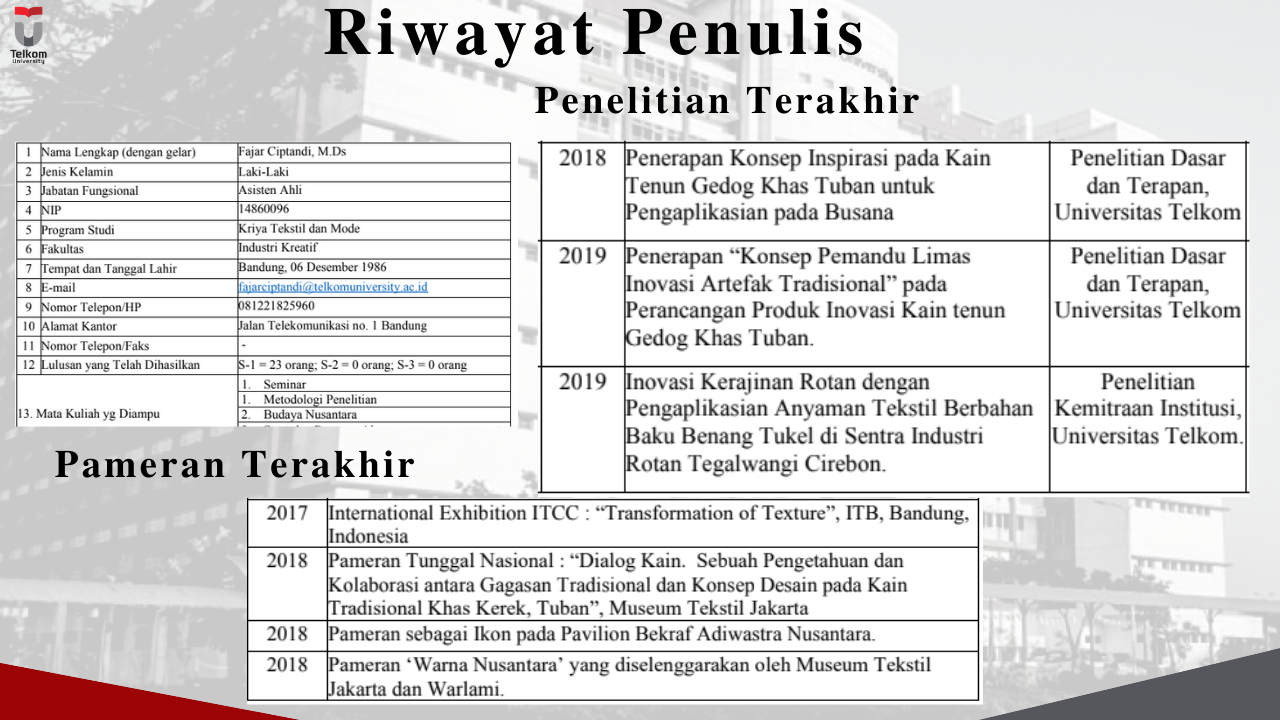 Telkom
University
Riwayat Penulis
Penelitian Terakhir
1 Nama Lengkap (dengan gelar) Fajar Ciptandi, M.Ds
2 Jenis Kelamin Laki-Laki
3 Jabatan Fungsional Asisten Ahli
4 NIP 14860096
5 Program Studi Kriya Tekstil dan Mode
6 Fakultas Industri Kreatif
7 Tempat dan Tanggal Lahir Bandung, 06 Desember 1986
8 E-mail fajarciptandi@telkomuniversity.ac.id
9 Nomor Telepon/HP 081221825960
10 Alamat Kantor Jalan Telekomunikasi no. 1 Bandung
11 Nomor Telepon/Faks -
12 Lulusan yang Telah Dihasilkan S-1 = 23 orang; S-2 = 0 orang; S-3 = 0 orang
13. Mata Kuliah yg Diampu
1. Seminar
1. Metodologi Penelitian
2. Budaya Nusantara
2018 Penerapan Konsep Inspirasi pada Kain Penelitian Dasar
Tenun Gedog Khas Tuban untuk dan Terapan,
Pengaplikasian pada Busana Universitas Telkom
2019 Penerapan “Konsep Pemandu Limas Penelitian Dasar
Inovasi Artefak Tradisional” pada dan Terapan,
Perancangan Produk Inovasi Kain tenun Universitas Telkom
Gedog Khas Tuban.
2019 Inovasi Kerajinan Rotan dengan Penelitian
Pengaplikasian Anyaman Tekstil Berbahan Kemitraan Institusi,
Baku Benang Tukel di Sentra Industri Universitas Telkom.
Rotan Tegalwangi Cirebon.
Pameran Terakhir
2017 International Exhibition ITCC : “Transformation of Texture”, ITB, Bandung,
Indonesia
2018 Pameran Tunggal Nasional : “Dialog Kain. Sebuah Pengetahuan dan
Kolaborasi antara Gagasan Tradisional dan Konsep Desain pada Kain
Tradisional Khas Kerek, Tuban”, Museum Tekstil Jakarta
2018 Pameran sebagai Ikon pada Pavilion Bekraf Adiwastra Nusantara.
2018 Pameran ‘Warna Nusantara’ yang diselenggarakan oleh Museum Tekstil
Jakarta dan Warlami.